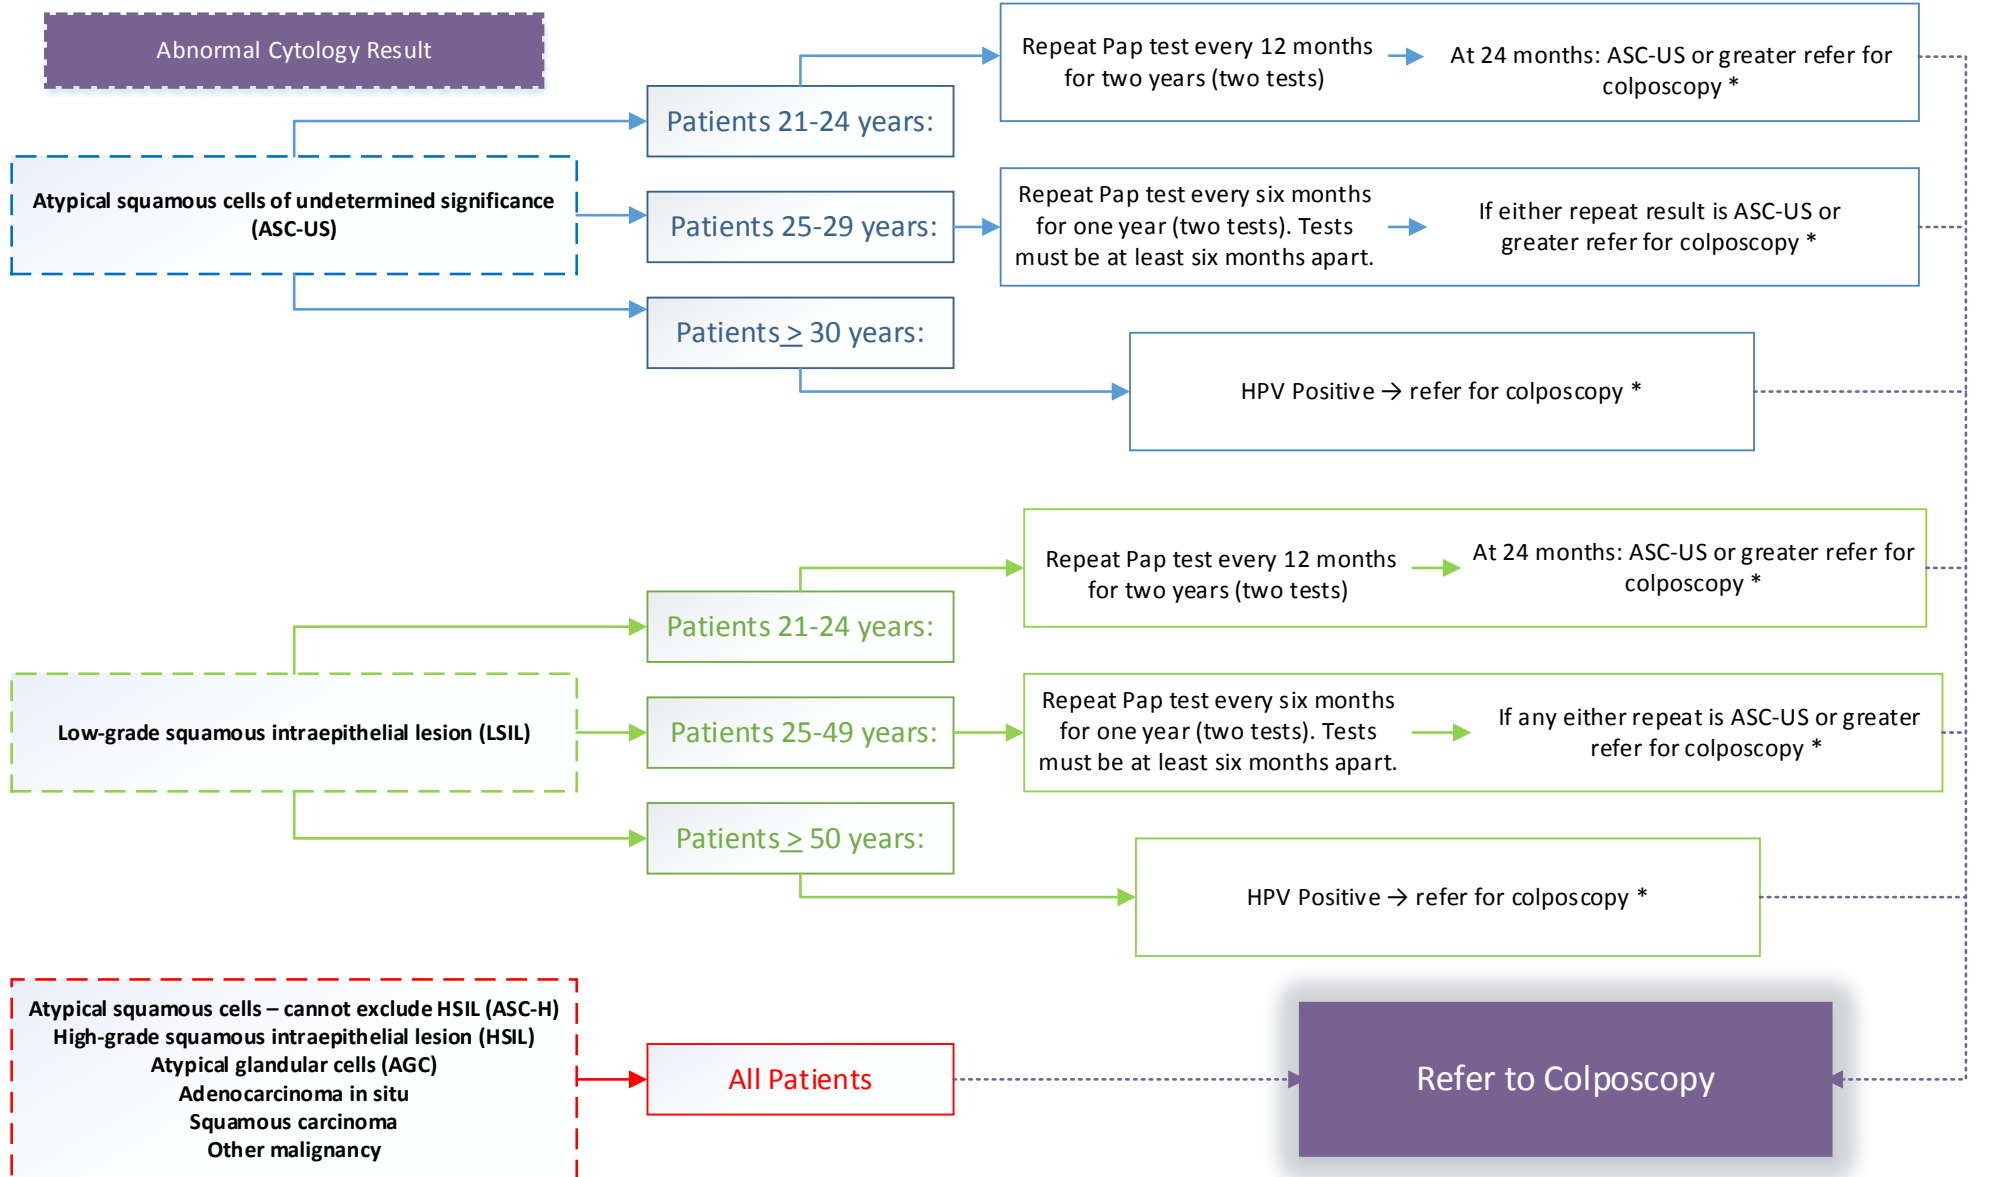 Abnormal Cytology Result
Atypical squamous cells of undetermined significance
(ASC-US)
Patients 21-24 years:
Repeat Pap test every 12 months
for two years (two tests)
At 24 months: ASC-US or greater refer for
colposcopy *
Patients 25-29 years:
Repeat Pap test every six months
for one year (two tests). Tests
must be at least six months apart.
If either repeat result is ASC-US or
greater refer for colposcopy *
Patients ≥ 30 years:
HPV Positive → refer for colposcopy *
Low-grade squamous intraepithelial lesion (LSIL)
Patients 21-24 years:
Repeat Pap test every 12 months
for two years (two tests)
At 24 months: ASC-US or greater refer for
colposcopy *
Patients 25-49 years:
Repeat Pap test every six months
for one year (two tests). Tests
must be at least six months apart.
If any either repeat is ASC-US or greater
refer for colposcopy *
Patients ≥ 50 years:
HPV Positive → refer for colposcopy *
Atypical squamous cells – cannot exclude HSIL (ASC-H)
High-grade squamous intraepithelial lesion (HSIL)
Atypical glandular cells (AGC)
Adenocarcinoma in situ
Squamous carcinoma
Other malignancy
All Patients
Refer to Colposcopy